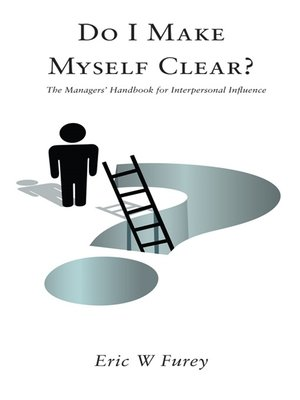 Do I Make
Myself Clear?
The Managers' Handbook for Interpersonal Influence
Eric W Furey